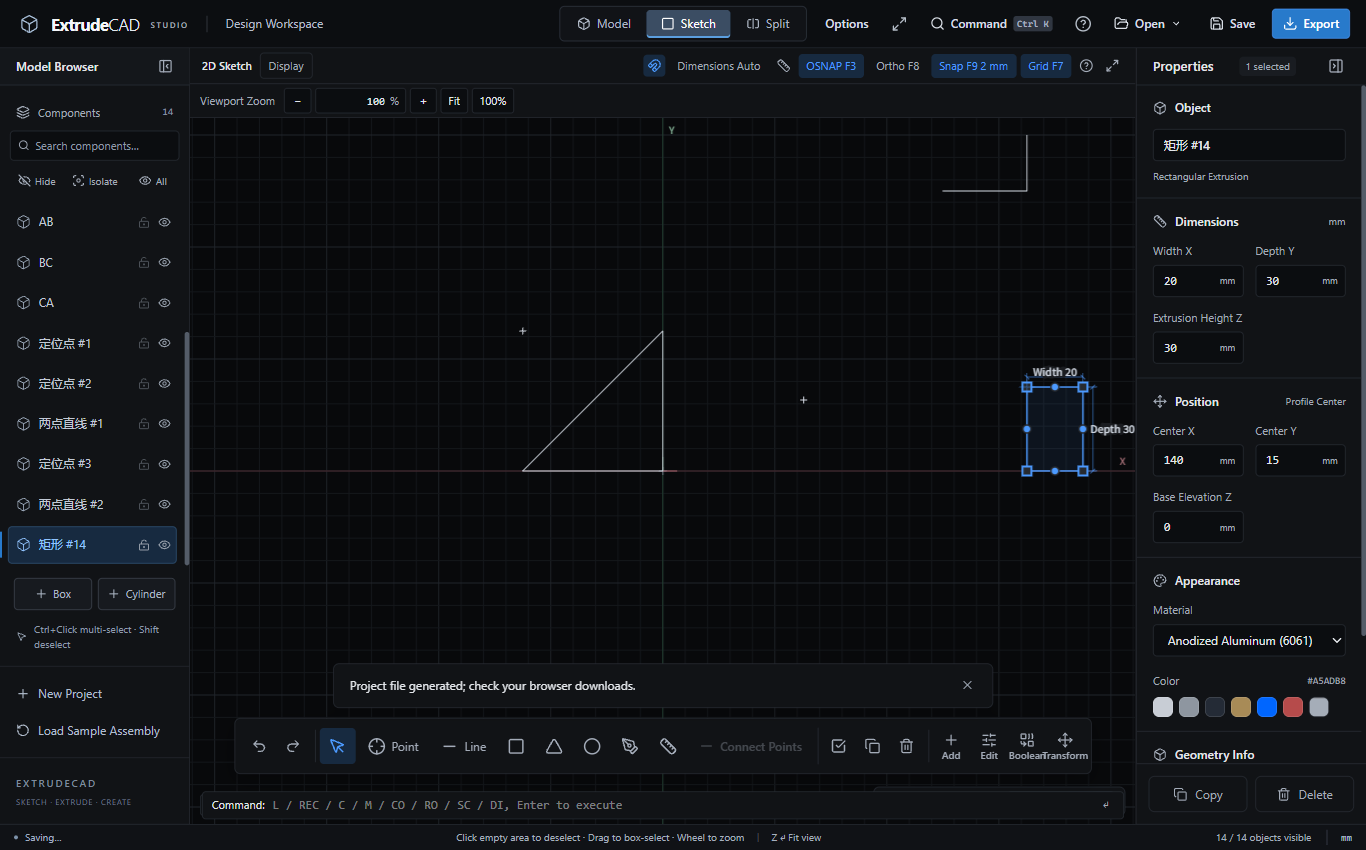 ExtrudeCAD STUDIO
Design Workspace
Model
Sketch
Split
Options
Command Ctrl K
Open
Save
Export
Model Browser
2D Sketch
Display
Dimensions Auto
OSNAP F3
Ortho F8
Snap F9 2 mm
Grid F7
Properties
1 selected
Viewport Zoom
−
100 %
+
Fit
100%
Components
14
Search components...
Hide
Isolate
All
AB
BC
CA
定位点 #1
定位点 #2
两点直线 #1
定位点 #3
两点直线 #2
矩形 #14
+ Box
+ Cylinder
Ctrl+Click multi-select · Shift
deselect
+ New Project
Load Sample Assembly
EXTRUDECAD
SKETCH · EXTRUDE · CREATE
Y
Width 20
Depth 30
X
Project file generated; check your browser downloads.
Point
Line
Connect Points
Add
Edit
Boolean
Transform
Command: L / REC / C / M / CO / RO / SC / DI, Enter to execute
Object
矩形 #14
Rectangular Extrusion
Dimensions
mm
Width X
Depth Y
20 mm
30 mm
Extrusion Height Z
30 mm
Position
Profile Center
Center X
Center Y
140 mm
15 mm
Base Elevation Z
0 mm
Appearance
Material
Anodized Aluminum (6061)
Color
#A5ADB8
Geometry Info
Copy
Delete
Saving...
Click empty area to deselect · Drag to box-select · Wheel to zoom
Z ↵ Fit view
14 / 14 objects visible
mm